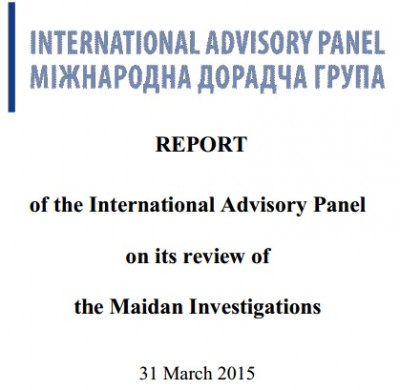 INTERNATIONAL ADVISORY PANEL
МІЖНАРОДНА ДОРАДЧА ГРУПА
REPORT
of the International Advisory Panel
on its review of
the Maidan Investigations
31 March 2015